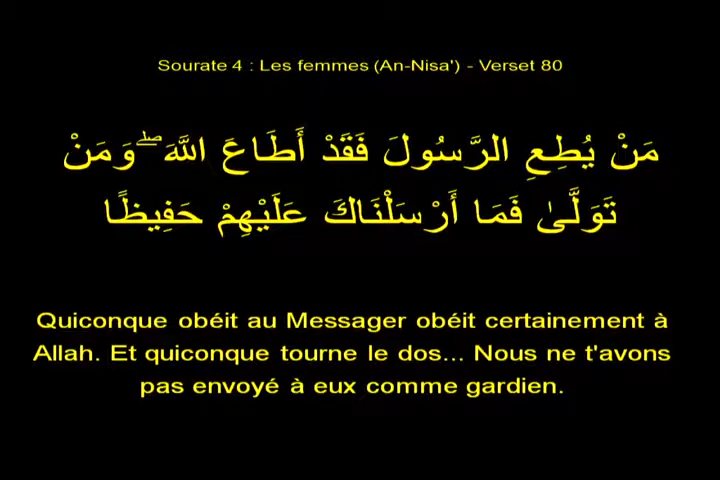 Sourate 4 : Les femmes (An-Nisa') - Verset 80
مَنْ يُطِعِ الرَّسُولَ فَقَدْ أَطَاعَ اللَّهَ ۖ وَمَنْ
تَوَلَّىٰ فَمَا أَرْسَلْنَاكَ عَلَيْهِمْ حَفِيظًا
Quiconque obéit au Messager obéit certainement à
Allah. Et quiconque tourne le dos... Nous ne t'avons
pas envoyé à eux comme gardien.